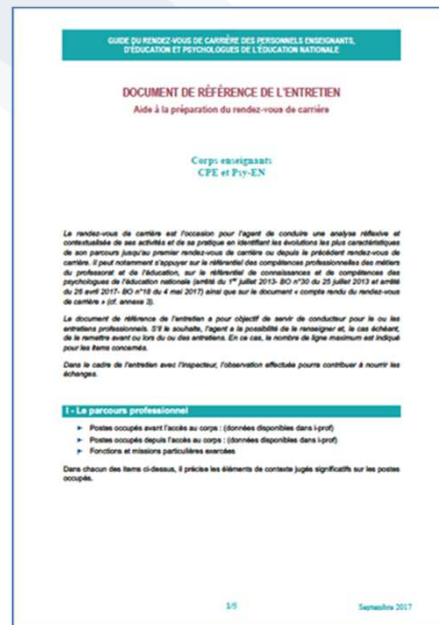 GUIDE DU RENDEZ-VOUS DE CARRIÈRE DES PERSONNELS ENSEIGNANTS,
D'ÉDUCATION ET PSYCHOLOGUES DE L'ÉDUCATION NATIONALE
DOCUMENT DE RÉFÉRENCE DE L'ENTRETIEN
Aide à la préparation du rendez-vous de carrière
Corps enseignants
CPE et Psy-EN
Le rendez-vous de carrière est l'occasion pour l'agent de conduire une analyse réflexive et
contextualisée de ses activités et de sa pratique en identifiant les évolutions les plus caractéristiques
de son parcours jusqu'au premier rendez-vous de carrière ou depuis le précédent rendez-vous de
carrière. Il peut notamment s'appuyer sur le référentiel des compétences professionnelles des métiers
du professorat et de l'éducation, sur le référentiel de connaissances et de compétences des
psychologues de l'éducation nationale (arrêté du 1er juillet 2013- BO n°30 du 25 juillet 2013 et arrêté
du 26 avril 2017- BO n°18 du 4 mai 2017) ainsi que sur le document « compte rendu du rendez-vous
de carrière » (cf. annexe 3).
Le document de référence de l'entretien a pour objectif de servir de conducteur pour le ou les
entretiens professionnels. S'il le souhaite, l'agent a la possibilité de le renseigner et, le cas échéant,
de le remettre avant ou lors du ou des entretiens. En ce cas, le nombre de ligne maximum est indiqué
pour les items concernés.
Dans le cadre de l'entretien avec l'inspecteur, l'observation effectuée pourra contribuer à nourrir les
échanges.
I - Le parcours professionnel
► Postes occupés avant l'accès au corps : (données disponibles dans i-prof)
► Postes occupés depuis l'accès au corps : (données disponibles dans i-prof)
► Fonctions et missions particulières exercées
Dans chacun des items ci-dessus, il précise les éléments de contexte jugés significatifs sur les postes
occupés.
Septembre 2017